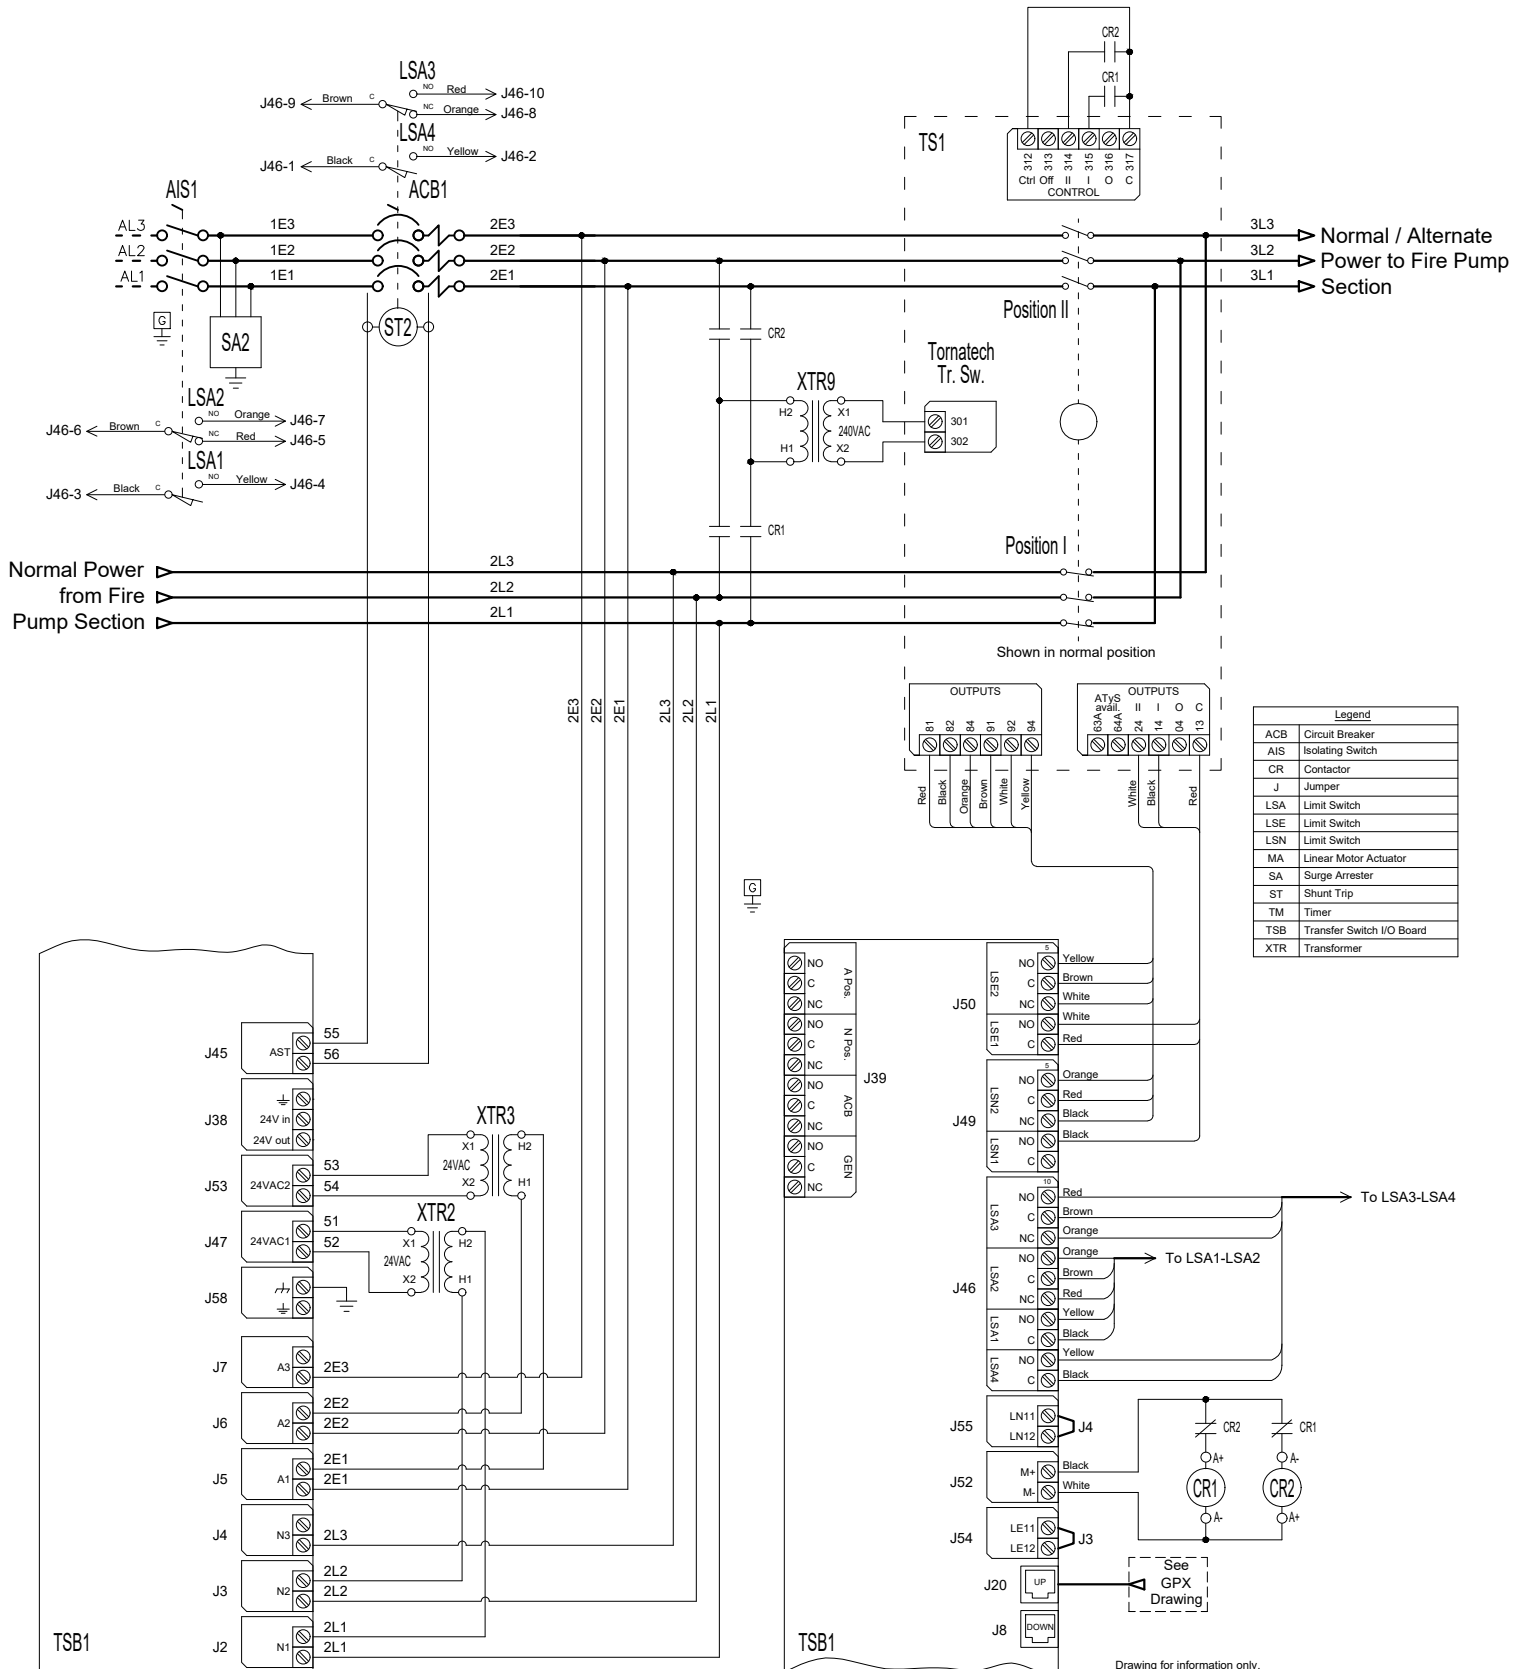 CR2
CR1
LSA3
J46-9 Brown C NO Red J46-10
NC Orange J46-8
LSA4
J46-1 Black C NO Yellow J46-2
TS1
312 313 314 315 316 317
Ctrl Off II I O C
CONTROL
AIS1
ACB1
AL3 1E3 2E3 3L3 Normal / Alternate
AL2 1E2 2E2 3L2 Power to Fire Pump
AL1 1E1 2E1 3L1 Section
G
SA2
ST2
CR2
Position II
Tornatech
Tr. Sw.
XTR9
H2 X1
240VAC
H1 X2
301
302
LSA2
J46-6 Brown C NO Orange J46-7
NC Red J46-5
LSA1
J46-3 Black C NO Yellow J46-4
CR1
Position I
Normal Power 2L3
from Fire 2L2
Pump Section 2L1
Shown in normal position
2E3 2E2 2E1 2L3 2L2 2L1
OUTPUTS
81 82 84 91 92 94
ATyS OUTPUTS
avail. II I O C
63A 64A 24 14 04 13
Red Black Orange Brown White Yellow
White Black Red
Legend
ACB Circuit Breaker
AIS Isolating Switch
CR Contactor
J Jumper
LSA Limit Switch
LSE Limit Switch
LSN Limit Switch
MA Linear Motor Actuator
SA Surge Arrester
ST Shunt Trip
TM Timer
TSB Transfer Switch I/O Board
XTR Transformer
G
J45 AST 55
56
J38
24V in
24V out
J53 24VAC2 53
54
XTR3
X1 H2
24VAC
X2 H1
J47 24VAC1 51
52
XTR2
X1 H2
24VAC
X2 H1
J58
J7 A3 2E3
J6 A2 2E2
2E2
J5 A1 2E1
2E1
J4 N3 2L3
J3 N2 2L2
2L2
J2 N1 2L1
2L1
TSB1
J39
A Pos. NO
C
NC
N Pos. NO
C
NC
ACB NO
C
NC
GEN NO
C
NC
J50
5
LSE2 NO Yellow
C Brown
NC White
LSE1 NO White
C Red
J49
5
LSN2 NO Orange
C Red
NC Black
LSN1 NO Black
C
J46
10
LSA3 NO Red
C Brown
NC Orange
To LSA3-LSA4
LSA2 NO Orange
C Brown
NC Red
To LSA1-LSA2
LSA1 NO Yellow
C Black
LSA4 NO Yellow
C Black
J55 LN11
LN12
J4
J52 M+ Black
M- White
CR2 CR1
A+ A-
CR1 CR2
A- A+
J54 LE11
LE12
J3
J20 UP
See
GPX
Drawing
J8 DOWN
TSB1
Drawing for information only.